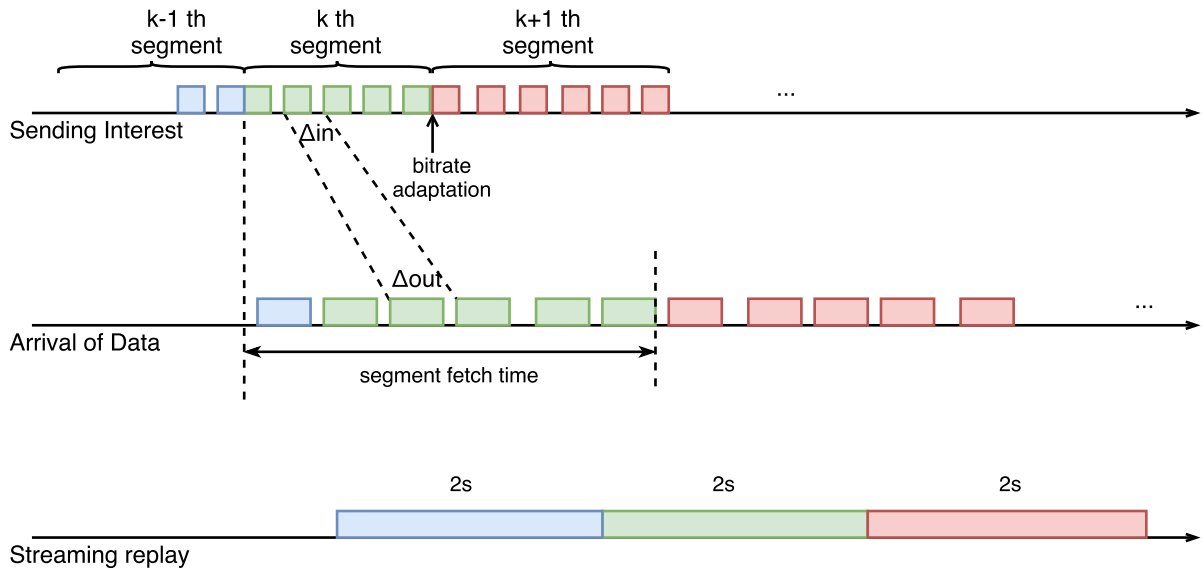 k-1 th
segment
k th
segment
k+1 th
segment
...
Sending Interest
Δin
bitrate
adaptation
Δout
...
Arrival of Data
segment fetch time
2s
2s
2s
Streaming replay